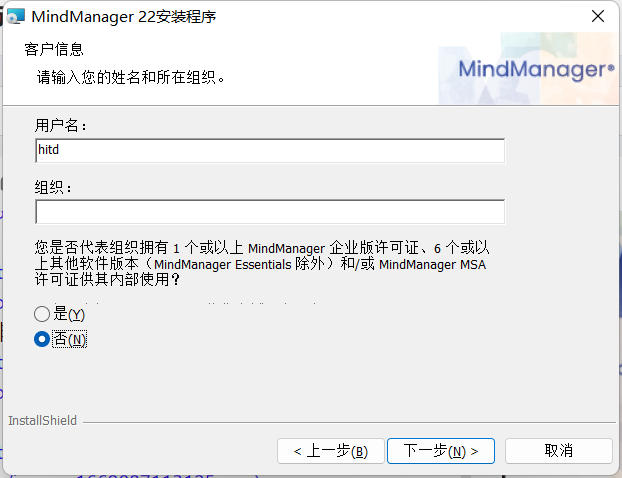 MindManager 22安装程序
客户信息
请输入您的姓名和所在组织。
MindManager®
用户名：
hitd
组织：
您是否代表组织拥有 1 个或以上 MindManager 企业版许可证、6 个或以
上其他软件版本（MindManager Essentials 除外）和/或 MindManager MSA
许可证供其内部使用？
是(Y)
否(N)
InstallShield
< 上一步(B)
下一步(N) >
取消